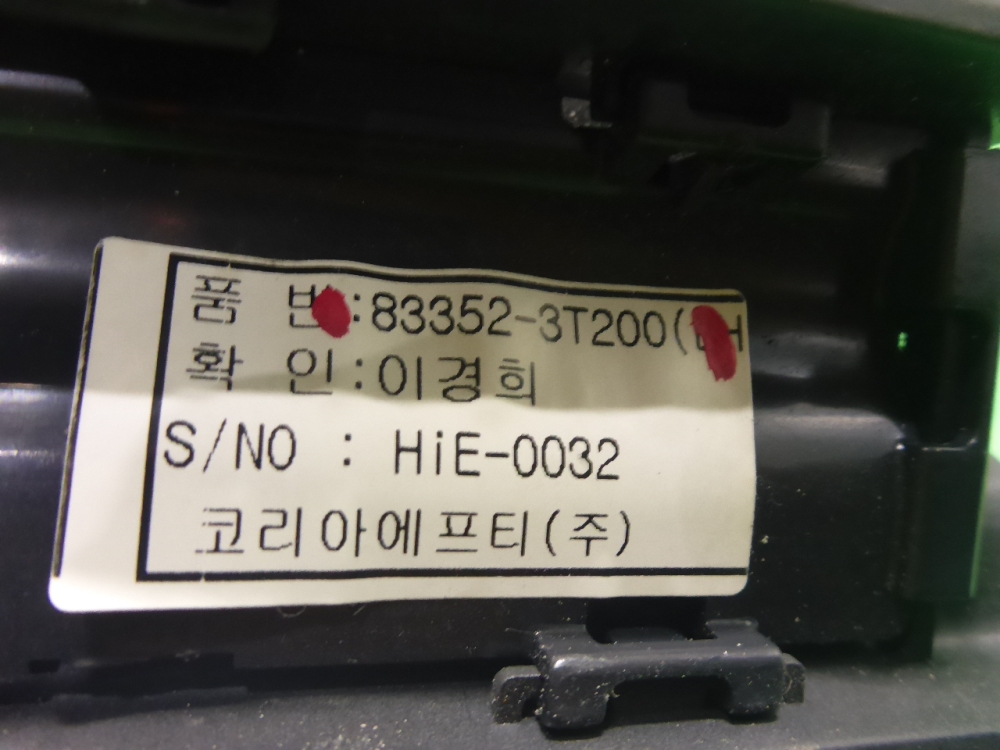 품 번:83352-3T200(LH
확 인:이경희
S/NO : HiE-0032
코리아에프티(주)